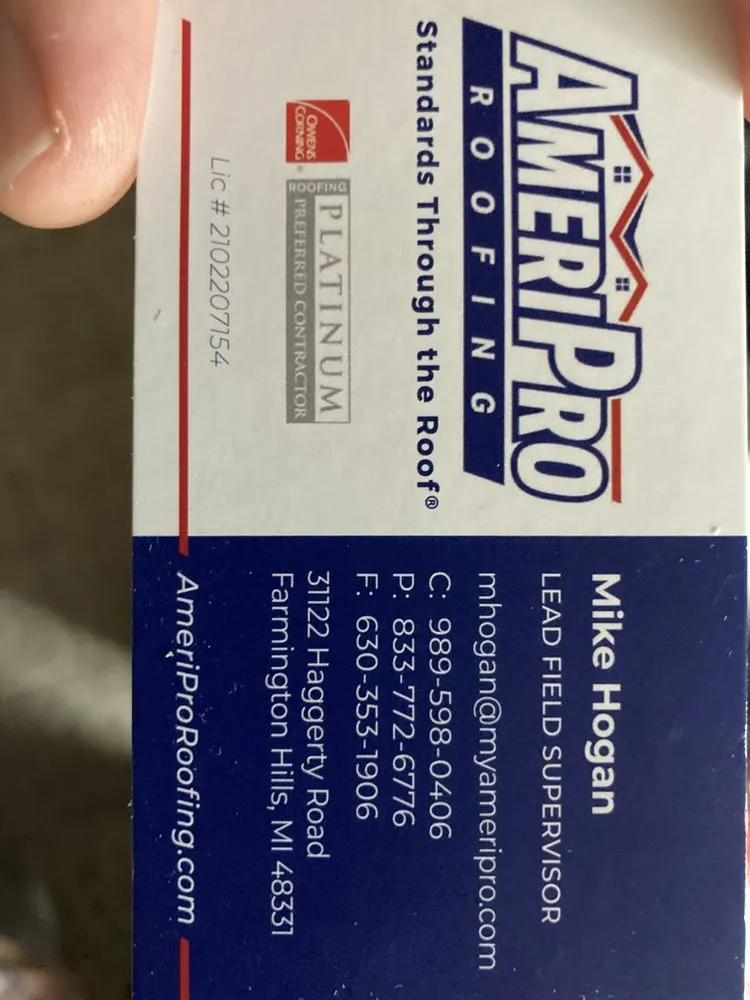 AMERIPRO
ROOFING
Standards Through the Roof®
OWENS
CORNING
ROOFING
PLATINUM
PREFERRED CONTRACTOR
Lic # 2102207154
Mike Hogan
LEAD FIELD SUPERVISOR
mhogan@myameripro.com
C: 989-598-0406
P: 833-772-6776
F: 630-353-1906
31122 Haggerty Road
Farmington Hills, MI 48331
AmeriProRoofing.com